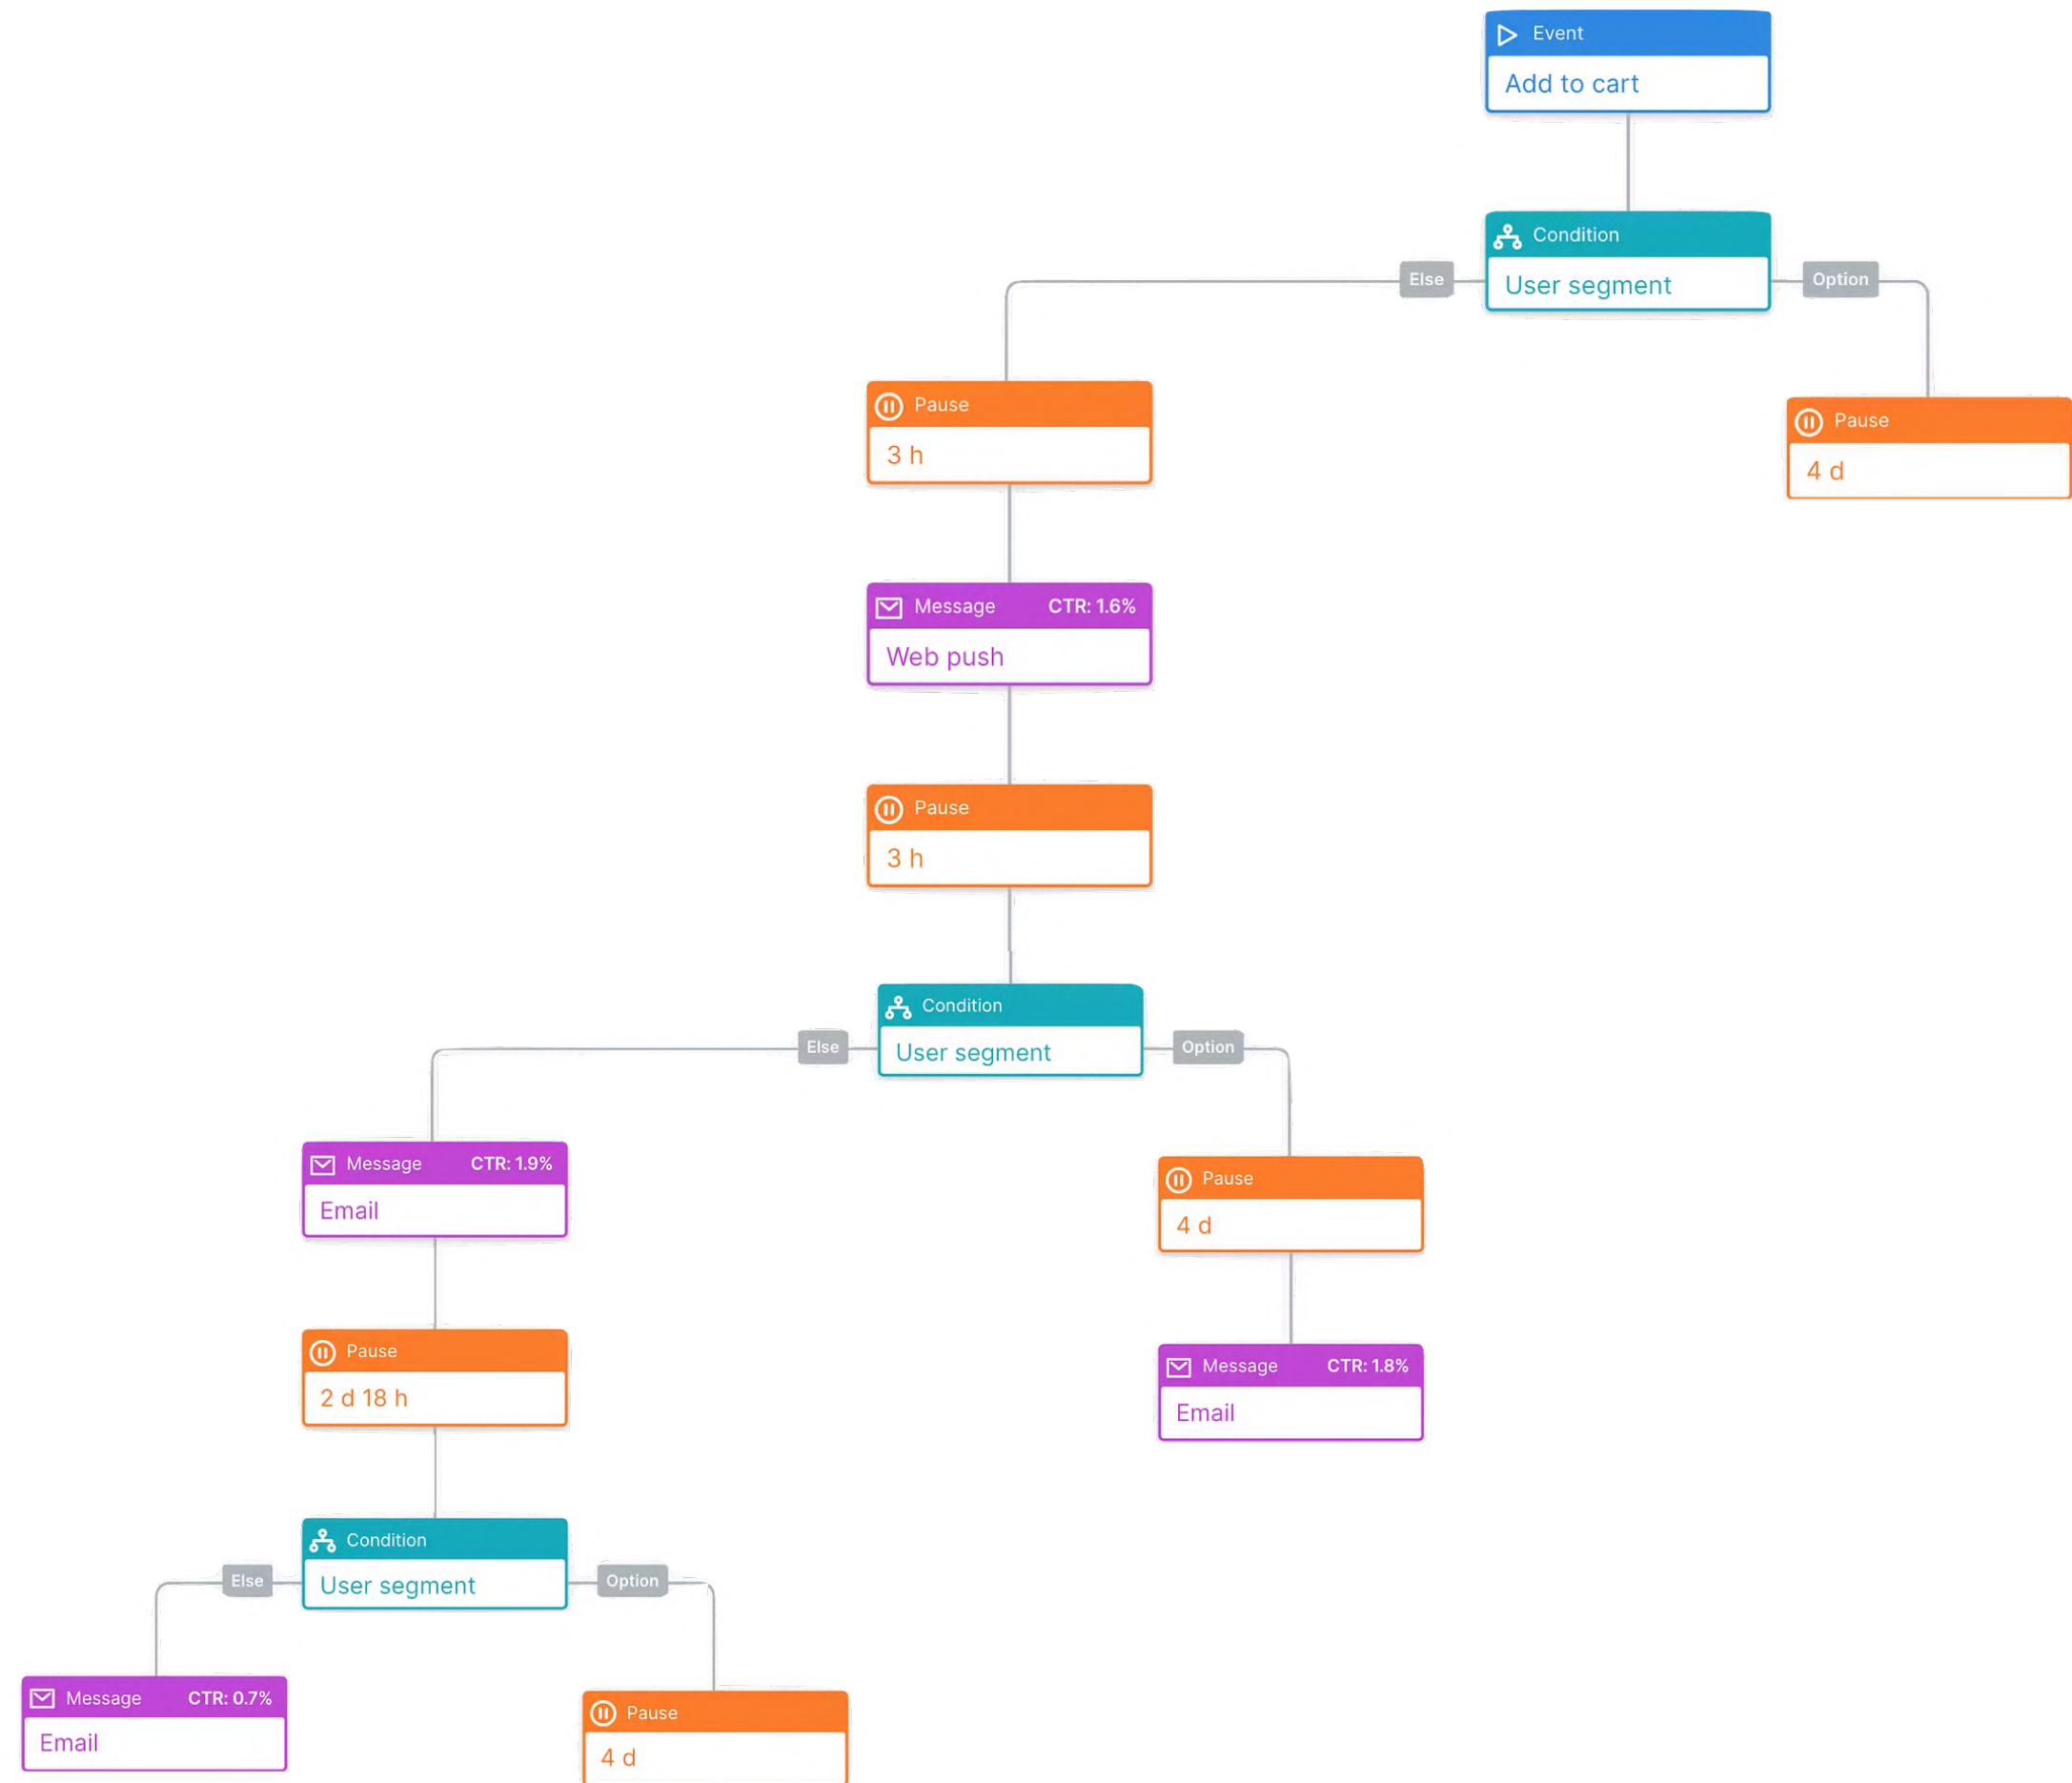 Event
Add to cart
Condition
User segment
Else
Option
Pause
3 h
Pause
4 d
Message CTR: 1.6%
Web push
Pause
3 h
Condition
User segment
Else
Option
Message CTR: 1.9%
Email
Pause
4 d
Pause
2 d 18 h
Message CTR: 1.8%
Email
Condition
User segment
Else
Option
Message CTR: 0.7%
Email
Pause
4 d